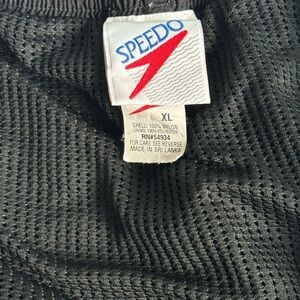 SPEEDO
XL
SHELL: 100% NYLON
LINING: 100% POLYESTER
RN#54934
FOR CARE SEE REVERSE
MADE IN SRI LANKA